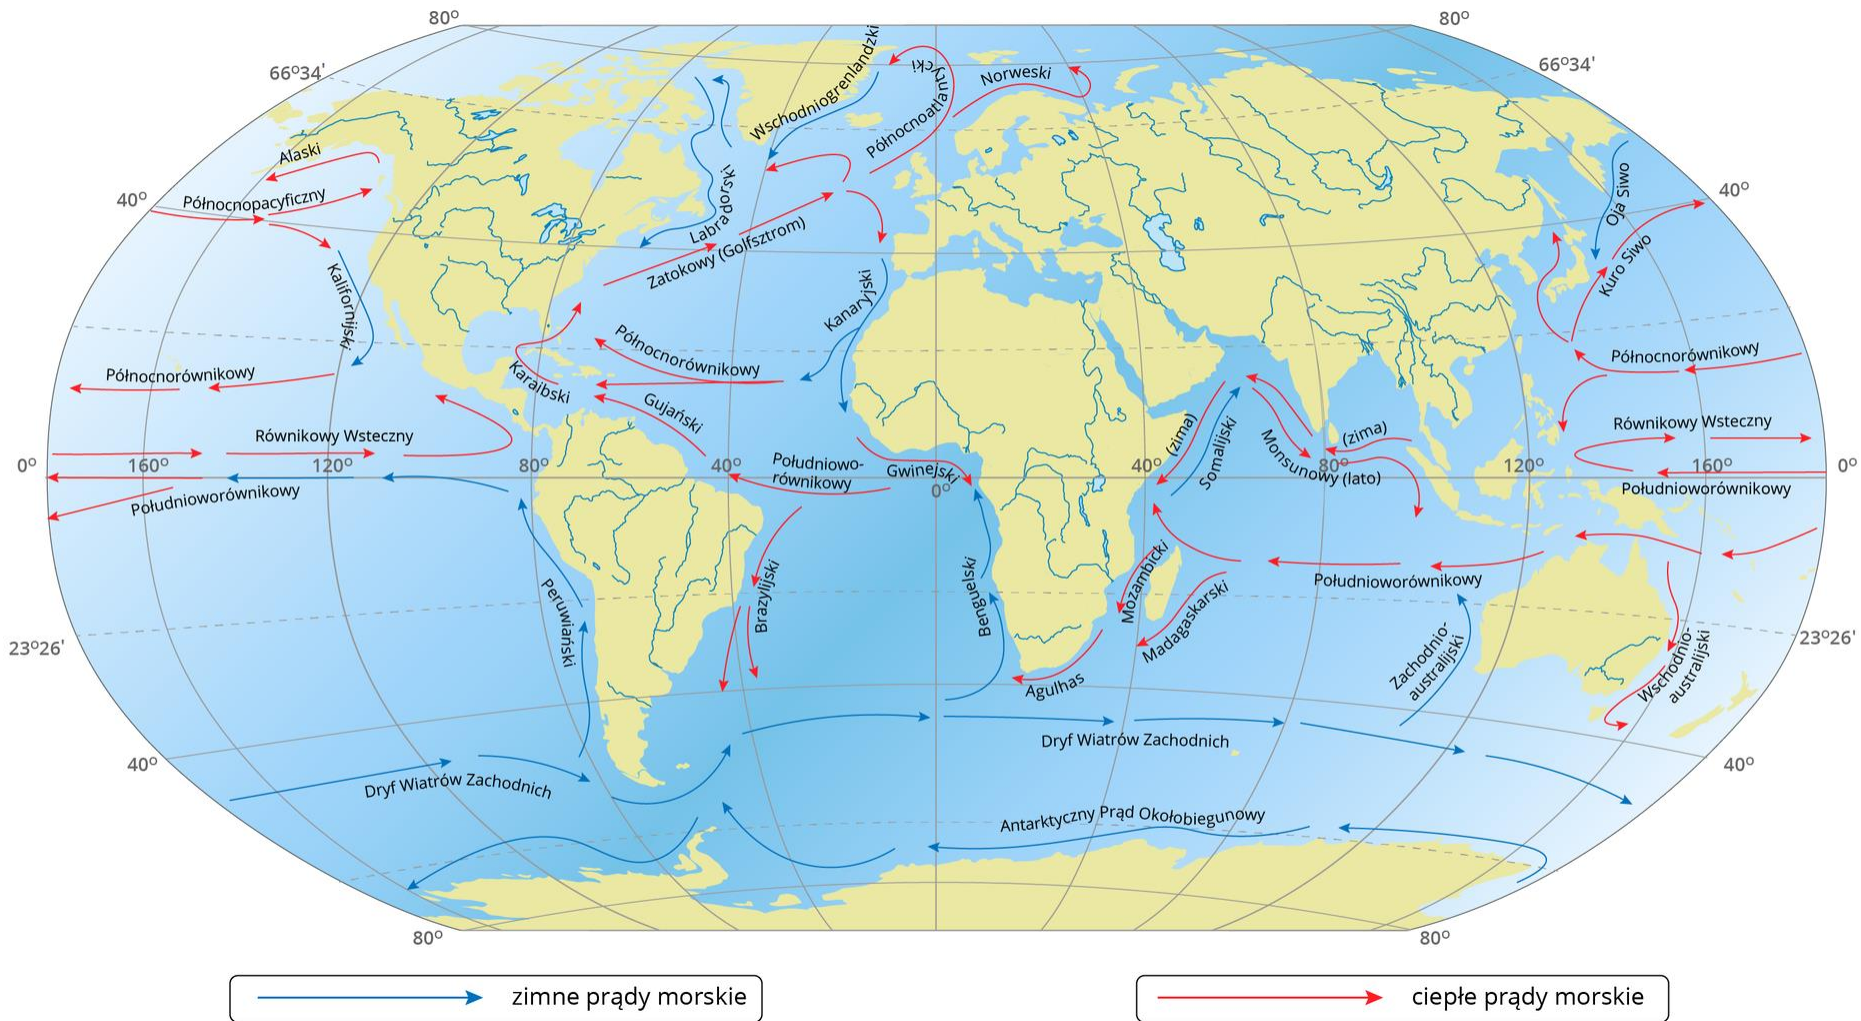 80°
80°
66°34'
66°34'
Wschodniogrenlandzki
Północnoatlantycki
Norweski
Alaski
Północnopacyficzny
40°
40°
Labradorski
Zatokowy (Golfsztrom)
Oja Siwo
Kuro Siwo
Kalifornijski
Kanaryjski
Północnorównikowy
Północnorównikowy
Północnorównikowy
Karaibski
Gujański
Równikowy Wsteczny
Równikowy Wsteczny
(zima)
Somalijski
Monsunowy (lato)
(zima)
0°
160°
120°
80°
40°
Południowo-
równikowy
Gwinejski
0°
40°
80°
120°
160°
0°
Południoworównikowy
Południoworównikowy
Południoworównikowy
Peruwiański
Brazylijski
Benguelski
Mozambicki
Madagaskarski
Agulhas
Zachodnio-
australijski
Wschodnio-
australijski
23°26'
23°26'
40°
40°
Dryf Wiatrów Zachodnich
Dryf Wiatrów Zachodnich
Antarktyczny Prąd Okołobiegunowy
80°
80°
zimne prądy morskie
ciepłe prądy morskie